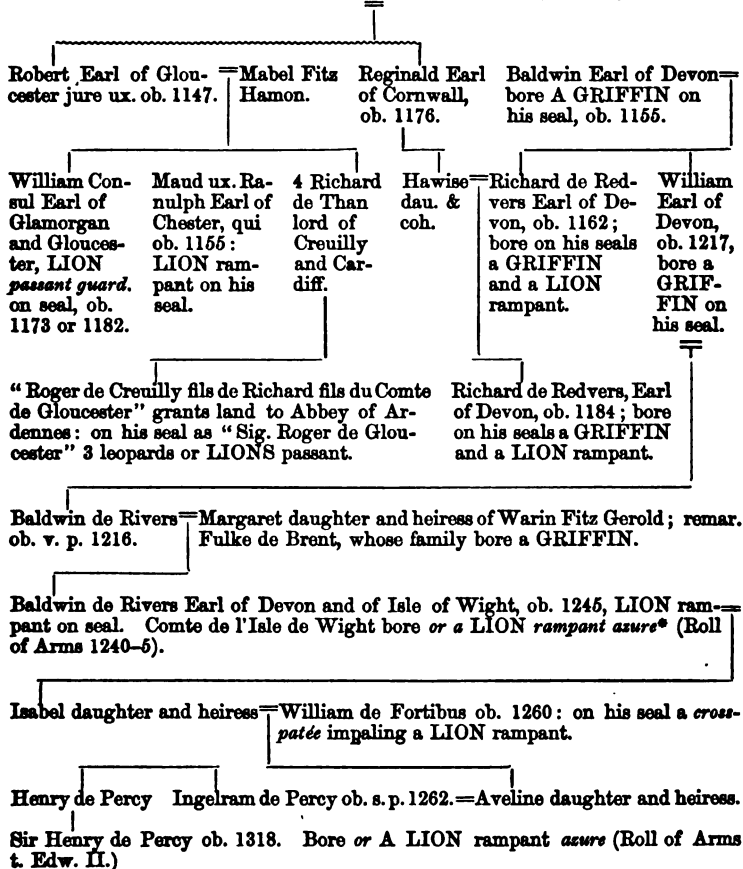 Robert Earl of Glou-
cester jure ux. ob. 1147.
=Mabel Fitz
Hamon.
Reginald Earl
of Cornwall,
ob. 1176.
Baldwin Earl of Devon=
bore A GRIFFIN on
his seal, ob. 1155.
William Con-
sul Earl of
Glamorgan
and Glouces-
ter, LION
passant guard.
on seal, ob.
1173 or 1182.
Maud ux. Ra-
nulph Earl of
Chester, qui
ob. 1155:
LION ram-
pant on his
seal.
4 Richard
de Than
lord of
Creuilly
and Car-
diff.
Hawise=
dau. &
coh.
Richard de Red-
vers Earl of De-
von, ob. 1162;
bore on his seals
a GRIFFIN
and a LION
rampant.
William
Earl of
Devon,
ob. 1217,
bore a
GRIF-
FIN on
his seal.
"Roger de Creuilly fils de Richard fils du Comte
de Gloucester" grants land to Abbey of Ar-
dennes: on his seal as "Sig. Roger de Glou-
cester" 3 leopards or LIONS passant.
Richard de Redvers, Earl
of Devon, ob. 1184; bore
on his seals a GRIFFIN
and a LION rampant.
Baldwin de Rivers=Margaret daughter and heiress of Warin Fitz Gerold; remar.
ob. v. p. 1216. Fulke de Brent, whose family bore a GRIFFIN.
Baldwin de Rivers Earl of Devon and of Isle of Wight, ob. 1245, LION ram-=
pant on seal. Comte de l'Isle de Wight bore or a LION rampant azure* (Roll
of Arms 1240-5).
Isabel daughter and heiress=William de Fortibus ob. 1260: on his seal a cross-
patée impaling a LION rampant.
Henry de Percy Ingelram de Percy ob. s. p. 1262.=Aveline daughter and heiress.
Sir Henry de Percy ob. 1318. Bore or A LION rampant azure (Roll of Arms
t. Edw. II.)